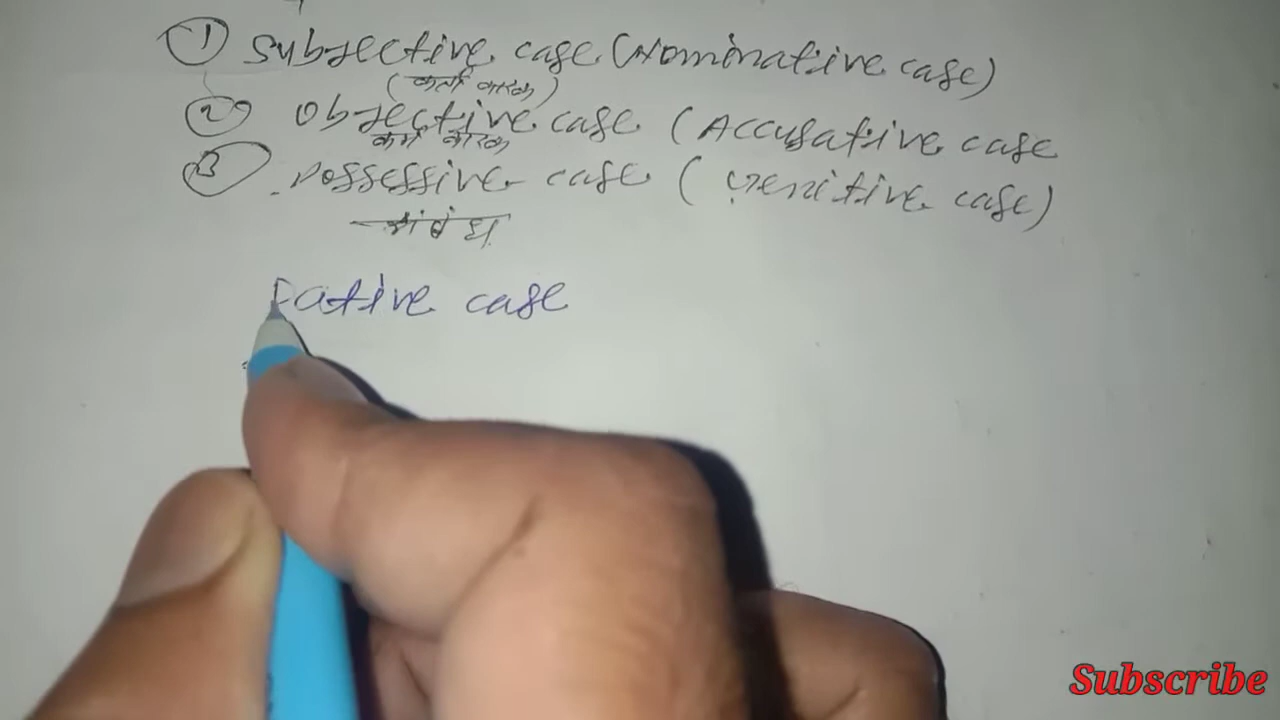 ① Subjective case (Nominative case)
(कर्ता कारक)
② Objective case (Accusative case
कर्म कारक
③ Possessive case (Genitive case)
संबंध
Dative case
Subscribe